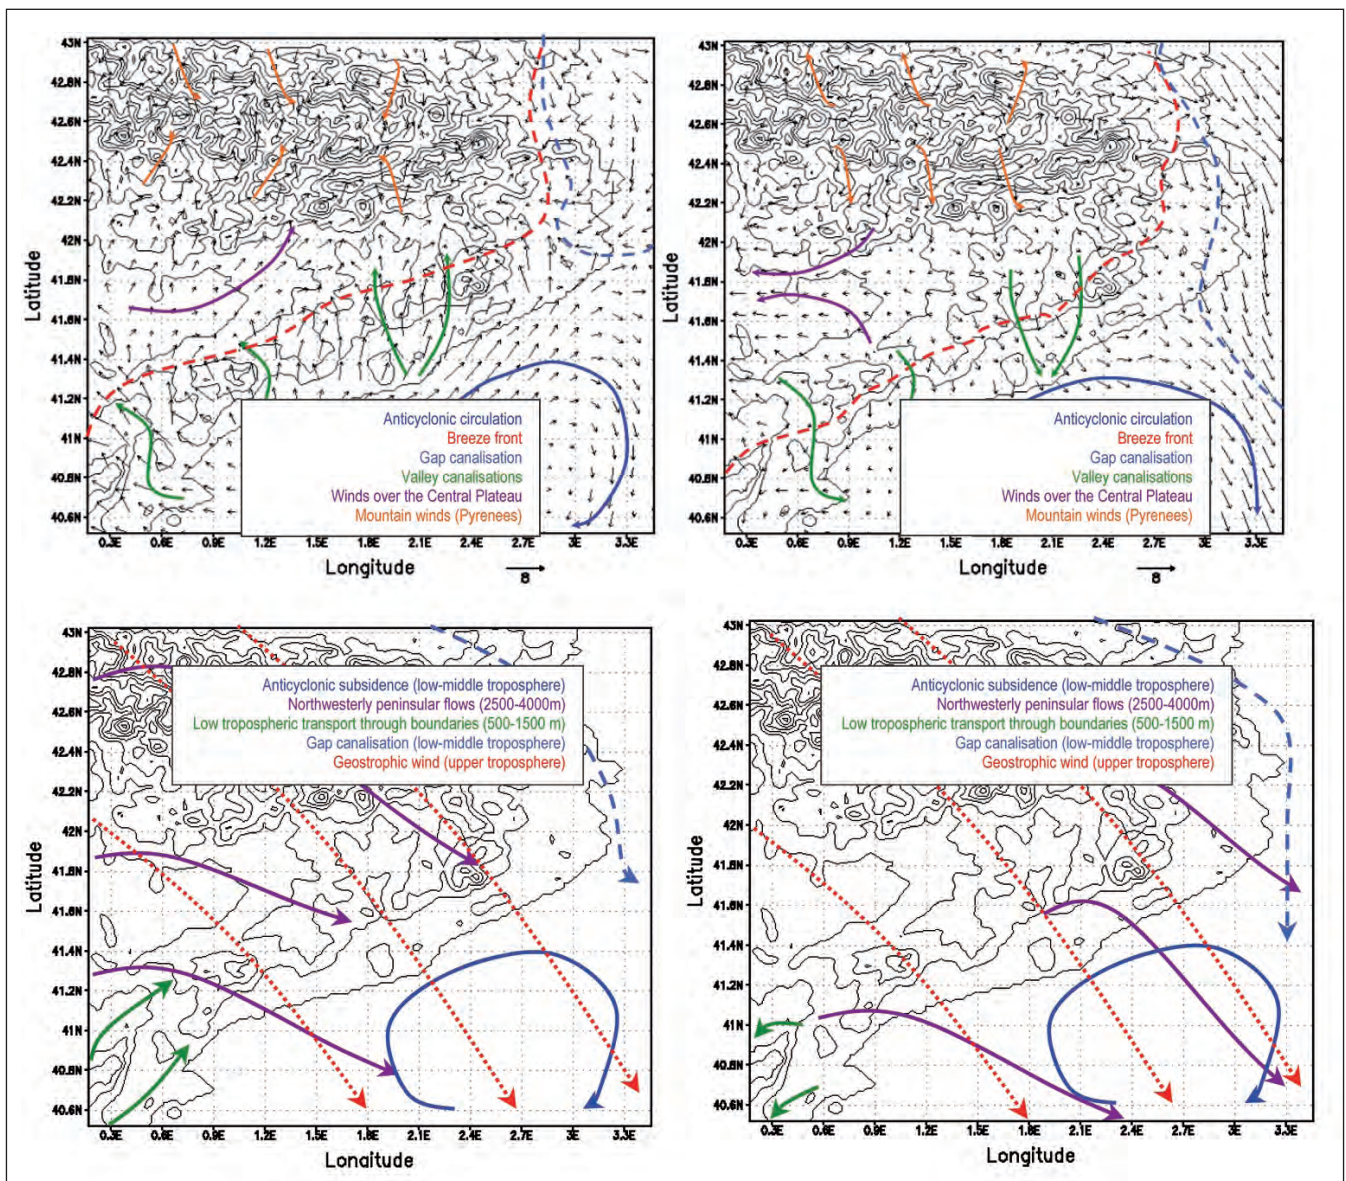 43N
42.8N
42.6N
42.4N
42.2N
42N
41.8N
41.6N
41.4N
41.2N
41N
40.8N
40.6N
Latitude
Anticyclonic circulation
Breeze front
Gap canalisation
Valley canalisations
Winds over the Central Plateau
Mountain winds (Pyrenees)
0.3E 0.6E 0.9E 1.2E 1.5E 1.8E 2.1E 2.4E 2.7E 3E 3.3E
Longitude
8
43N
42.8N
42.6N
42.4N
42.2N
42N
41.8N
41.6N
41.4N
41.2N
41N
40.8N
40.6N
Latitude
Anticyclonic circulation
Breeze front
Gap canalisation
Valley canalisations
Winds over the Central Plateau
Mountain winds (Pyrenees)
0.3E 0.6E 0.9E 1.2E 1.5E 1.8E 2.1E 2.4E 2.7E 3E 3.3E
Longitude
8
43N
42.8N
42.6N
42.4N
42.2N
42N
41.8N
41.6N
41.4N
41.2N
41N
40.8N
40.6N
Latitude
Anticyclonic subsidence (low-middle troposphere)
Northwesterly peninsular flows (2500-4000m)
Low tropospheric transport through boundaries (500-1500 m)
Gap canalisation (low-middle troposphere)
Geostrophic wind (upper troposphere)
0.3E 0.6E 0.9E 1.2E 1.5E 1.8E 2.1E 2.4E 2.7E 3E 3.3E
Longitude
43N
42.8N
42.6N
42.4N
42.2N
42N
41.8N
41.6N
41.4N
41.2N
41N
40.8N
40.6N
Latitude
Anticyclonic subsidence (low-middle troposphere)
Northwesterly peninsular flows (2500-4000m)
Low tropospheric transport through boundaries (500-1500 m)
Gap canalisation (low-middle troposphere)
Geostrophic wind (upper troposphere)
0.3E 0.6E 0.9E 1.2E 1.5E 1.8E 2.1E 2.4E 2.7E 3E 3.3E
Longitude